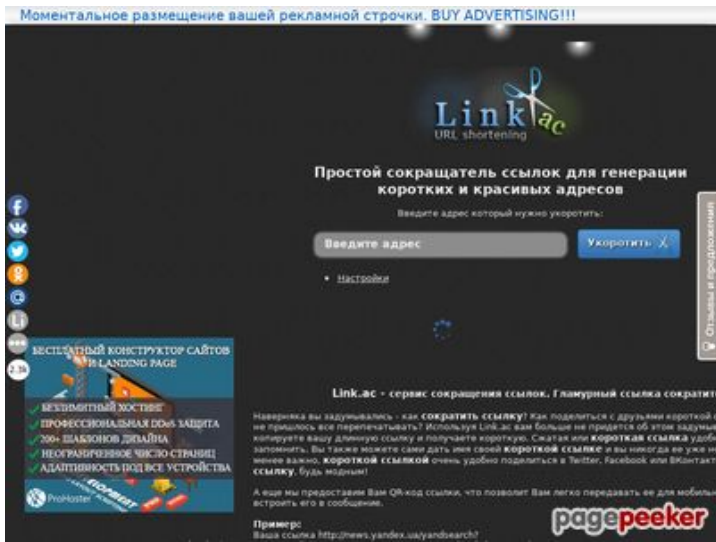 Моментальное размещение вашей рекламной строчки. BUY ADVERTISING!!!
Link ac
URL shortening
Простой сокращатель ссылок для генерации
коротких и красивых адресов
Введите адрес который нужно укоротить:
Введите адрес
Укоротить
Настройки
Отзывы и предложения
Li
2.3k
БЕСПЛАТНЫЙ КОНСТРУКТОР САЙТОВ
И LANDING PAGE
БЕЗЛИМИТНЫЙ ХОСТИНГ
ПРОФЕССИОНАЛЬНАЯ DDoS ЗАЩИТА
200+ ШАБЛОНОВ ДИЗАЙНА
НЕОГРАНИЧЕННОЕ ЧИСЛО СТРАНИЦ
АДАПТИВНОСТЬ ПОД ВСЕ УСТРОЙСТВА
ProHoster
Link.ac - сервис сокращения ссылок. Гламурный ссылка сократит
Наверняка вы задумывались - как сократить ссылку? Как поделиться с друзьями короткой
не пришлось все перепечатывать? Используя Link.ac вам больше не придется об этом задумы
копируете вашу длинную ссылку и получаете короткую. Сжатая или короткая ссылка удоб
запомнить. Вы также можете сами дать имя своей короткой ссылке и вы никогда ее уже н
менее важно, короткой ссылкой очень удобно поделиться в Twitter, Facebook или ВКонтакт
ссылку, будь модным!
А еще мы предоставим Вам QR-код ссылки, что позволит Вам легко передавать ее для мобиль
встроить его в сообщение.
Пример:
Ваша ссылка http://news.yandex.ua/yandsearch?
pagepeeker